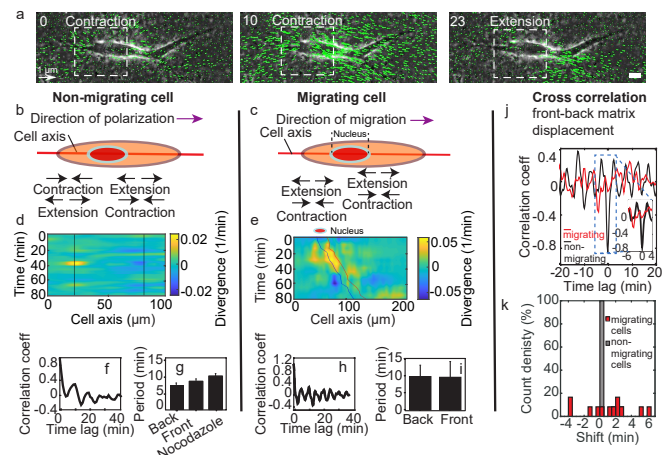 a
0 Contraction
10 Contraction
23 Extension
1 µm
Non-migrating cell
b
Direction of polarization
Cell axis
Contraction
Extension
Extension
Contraction
d
Time (min)
0
20
40
60
80
0 50 100 150
Cell axis (µm)
0.02
0
-0.02
Divergence (1/min)
f
Correlation coeff
0.8
0.4
0
-0.4
0 20 40
Time lag (min)
g
Period (min)
15
10
5
0
Back
Front
Nocodazole
Migrating cell
c
Direction of migration
Cell axis
Nucleus
Extension
Contraction
Extension
Contraction
e
Nucleus
Time (min)
0
20
40
60
80
0 100 200
Cell axis (µm)
0.05
0
-0.05
Divergence (1/min)
h
Correlation coeff
1.2
0.8
0.4
0
-0.4
0 20 40
Time lag (min)
i
Period (min)
15
10
5
0
Back Front
Cross correlation
j front-back matrix
displacement
Correlation coeff
0.4
0
-0.4
-0.8
migrating
non-
migrating
0
-0.4
-4 0 4
-20 -10 0 10 20
Time lag (min)
k
Count denisty (%)
100
80
60
40
20
0
migrating
cells
non-
migrating
cells
-4 -2 0 2 4 6
Shift (min)